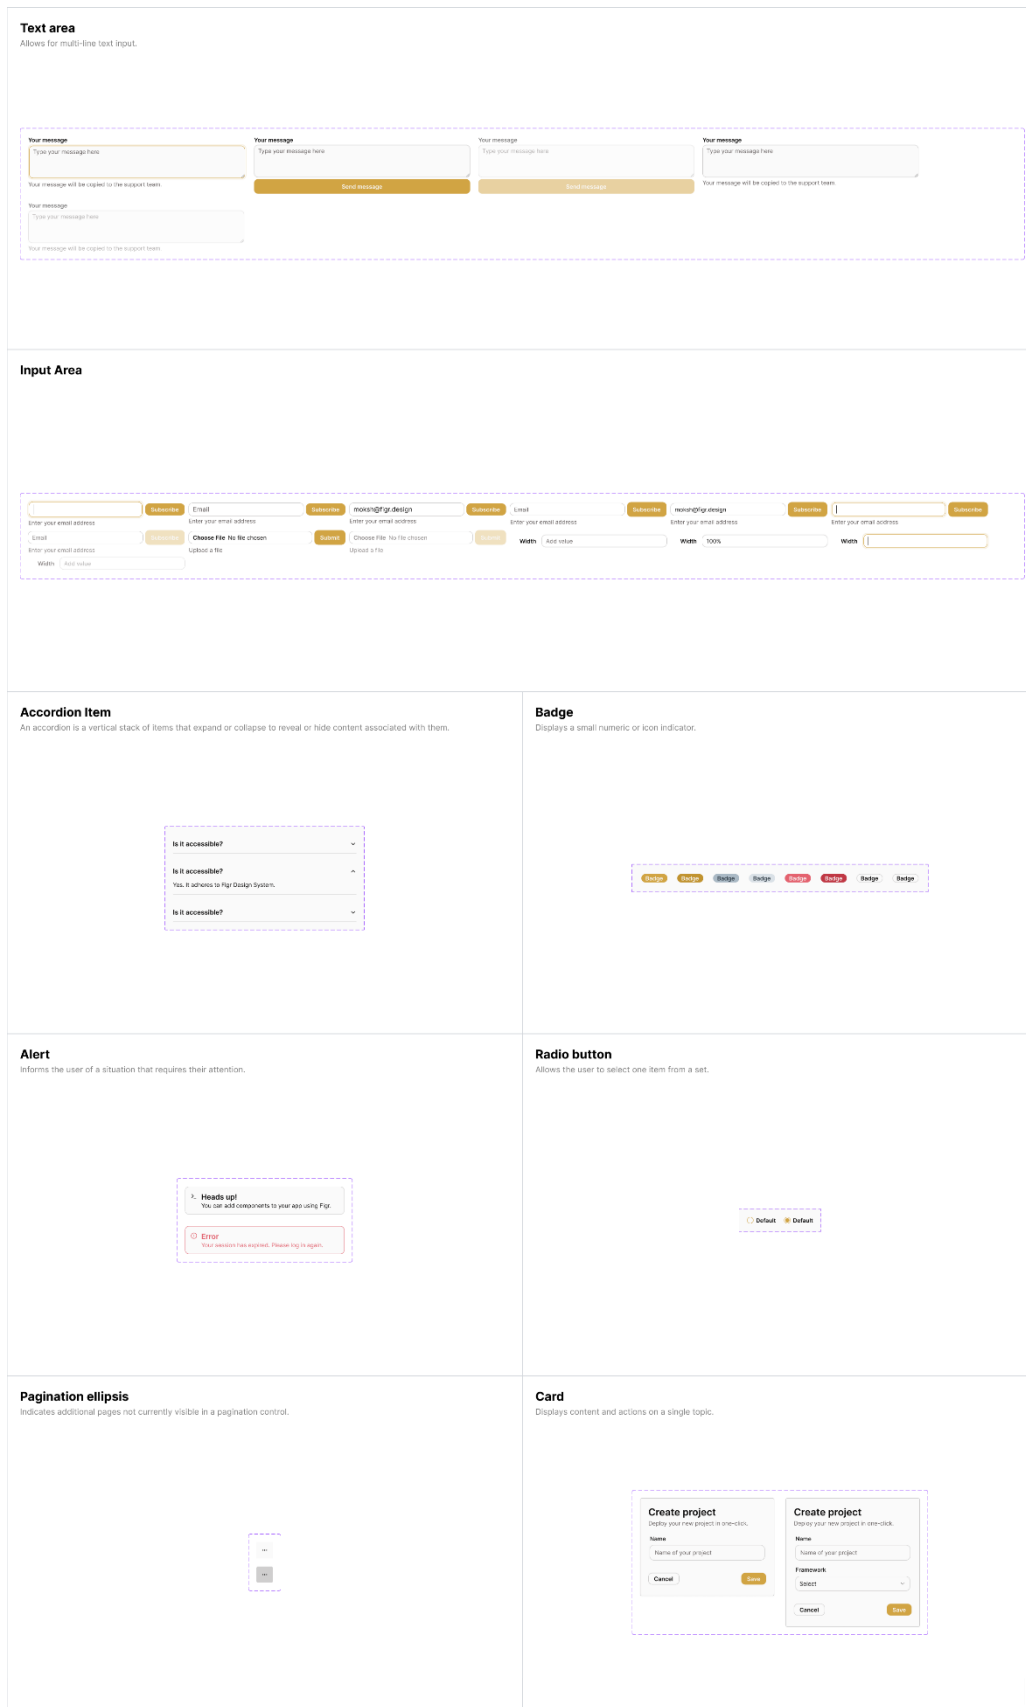 Text area
Allows for multi-line text input.
Your message
Type your message here
Your message will be copied to the support team.
Your message
Type your message here
Send message
Your message
Type your message here
Send message
Your message
Type your message here
Your message will be copied to the support team.
Your message
Type your message here
Your message will be copied to the support team.
Input Area
Subscribe
Enter your email address
Email
Subscribe
Enter your email address
moksh@figr.design
Subscribe
Enter your email address
Email
Subscribe
Enter your email address
moksh@figr.design
Subscribe
Enter your email address
Subscribe
Enter your email address
Email
Subscribe
Enter your email address
Choose File No file chosen
Submit
Upload a file
Choose File No file chosen
Submit
Upload a file
Width Add value
Width 100%
Width
Width Add value
Accordion Item
An accordion is a vertical stack of items that expand or collapse to reveal or hide content associated with them.
Is it accessible?
Is it accessible?
Yes. It adheres to Figr Design System.
Is it accessible?
Badge
Displays a small numeric or icon indicator.
Badge Badge Badge Badge Badge Badge Badge Badge
Alert
Informs the user of a situation that requires their attention.
Heads up!
You can add components to your app using Figr.
Error
Your session has expired. Please log in again.
Radio button
Allows the user to select one item from a set.
Default Default
Pagination ellipsis
Indicates additional pages not currently visible in a pagination control.
...
...
Card
Displays content and actions on a single topic.
Create project
Deploy your new project in one-click.
Name
Name of your project
Cancel Save
Create project
Deploy your new project in one-click.
Name
Name of your project
Framework
Select
Cancel Save